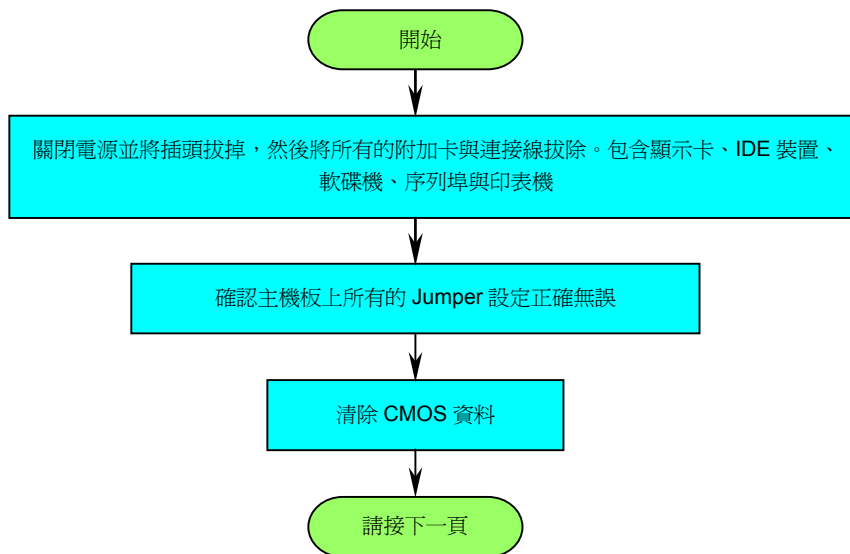 開始
關閉電源並將插頭拔掉，然後將所有的附加卡與連接線拔除。包含顯示卡、IDE 裝置、
軟碟機、序列埠與印表機
確認主機板上所有的 Jumper 設定正確無誤
清除 CMOS 資料
請接下一頁